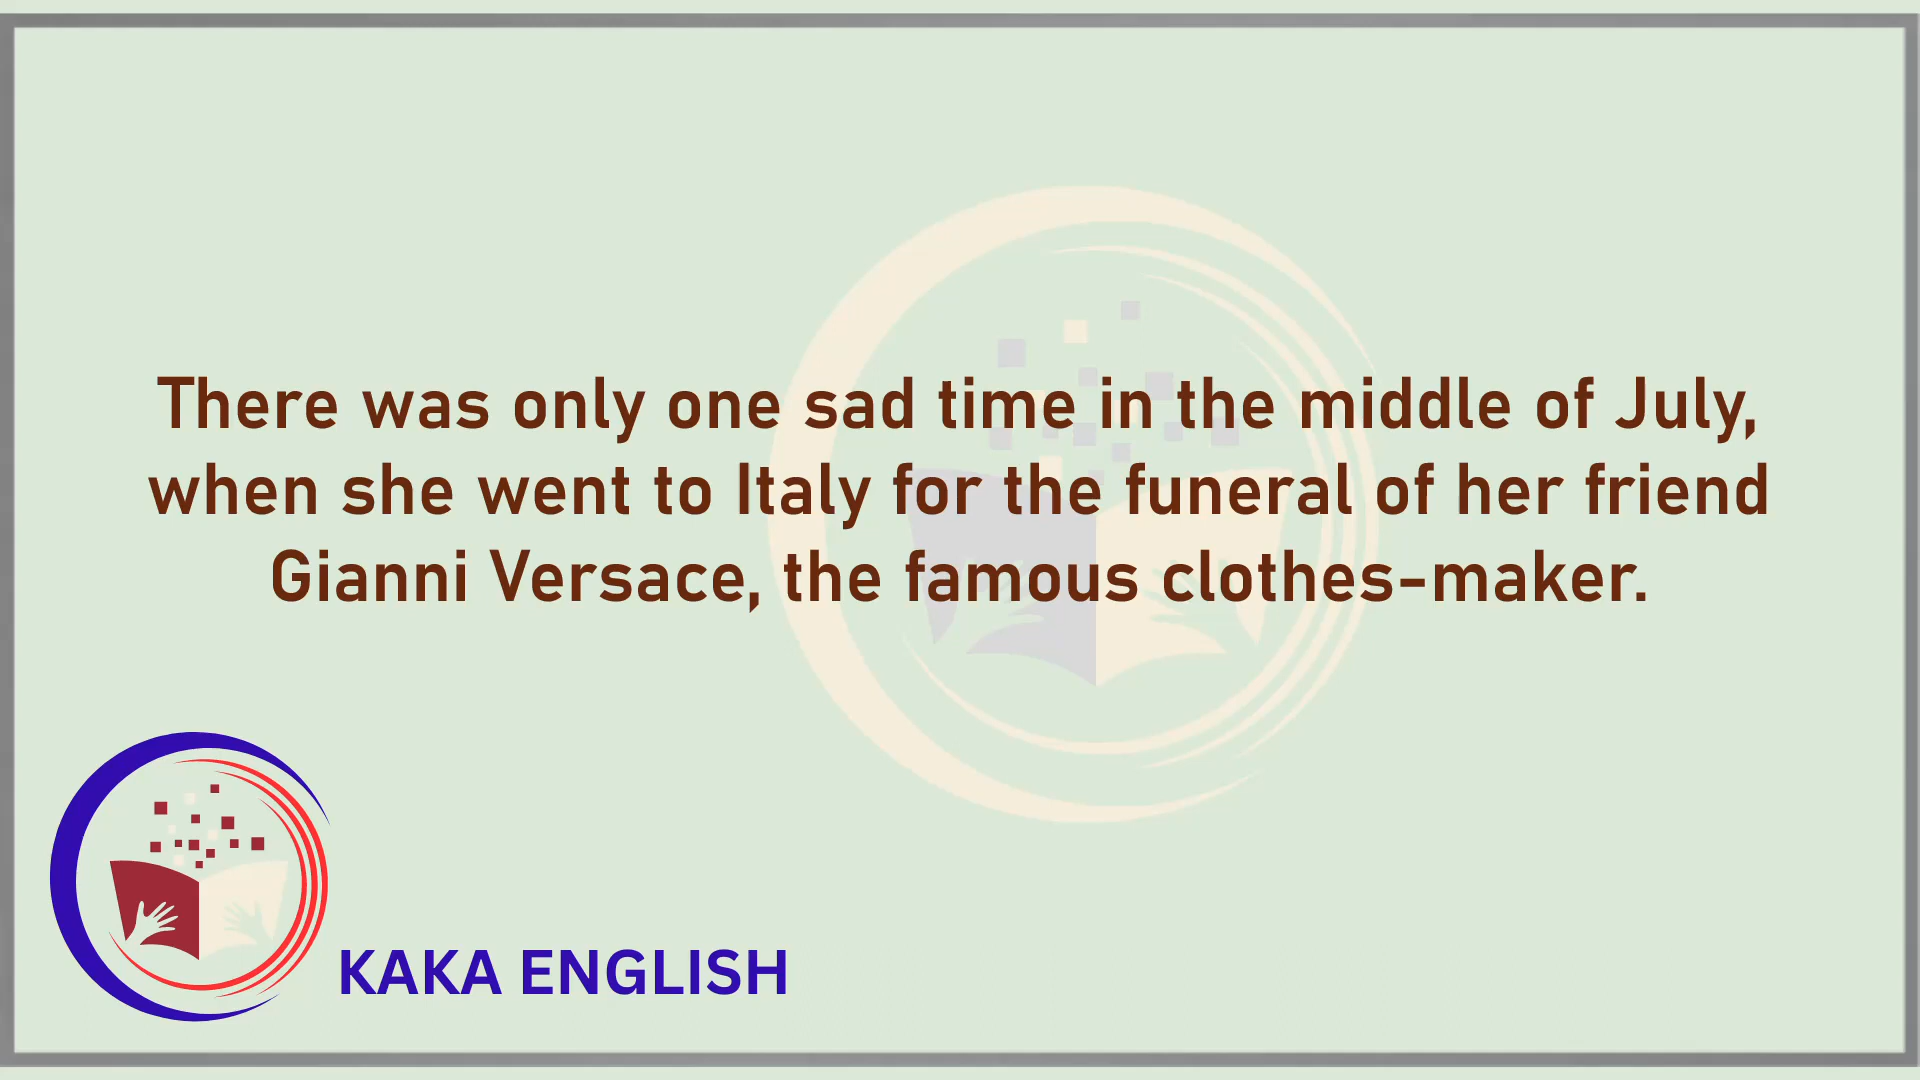 There was only one sad time in the middle of July,
when she went to Italy for the funeral of her friend
Gianni Versace, the famous clothes-maker.
KAKA ENGLISH